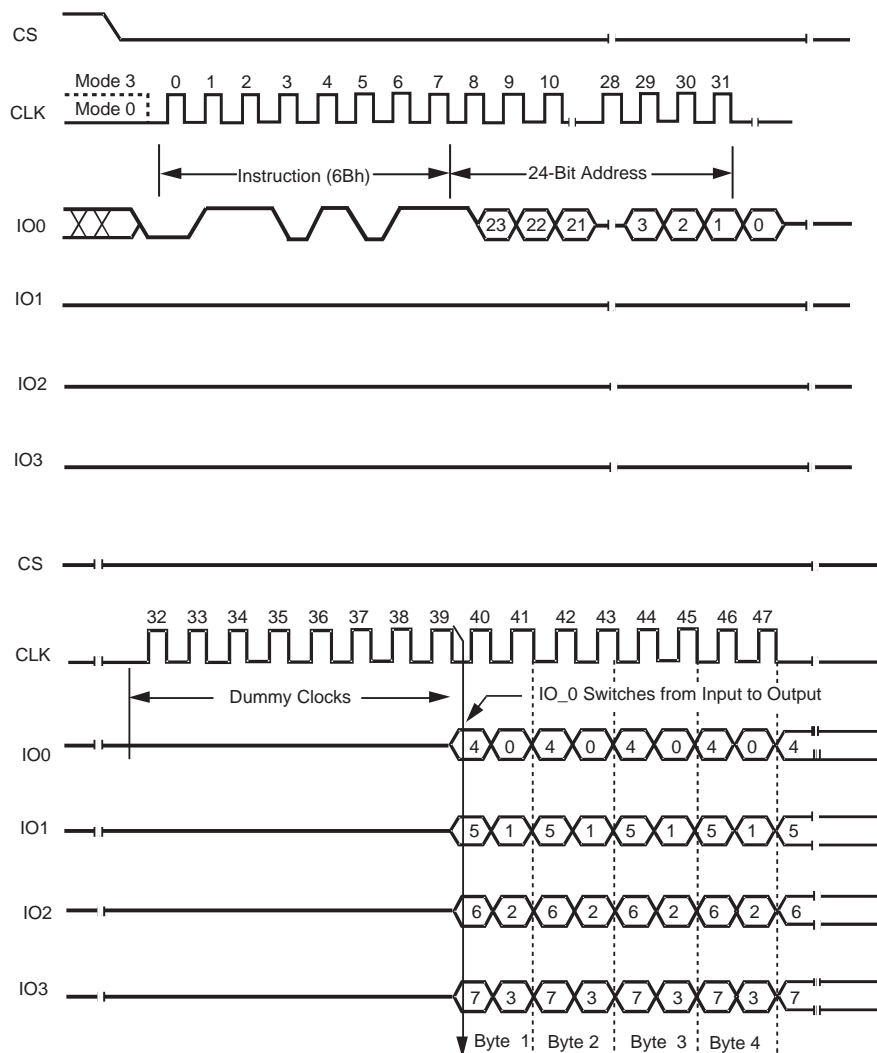 CS
Mode 3 0 1 2 3 4 5 6 7 8 9 10 28 29 30 31
Mode 0
CLK
Instruction (6Bh) 24-Bit Address
IO0 23 22 21 3 2 1 0
IO1
IO2
IO3
CS
32 33 34 35 36 37 38 39 40 41 42 43 44 45 46 47
CLK
Dummy Clocks IO_0 Switches from Input to Output
IO0 4 0 4 0 4 0 4 0 4
IO1 5 1 5 1 5 1 5 1 5
IO2 6 2 6 2 6 2 6 2 6
IO3 7 3 7 3 7 3 7 3 7
Byte 1 Byte 2 Byte 3 Byte 4